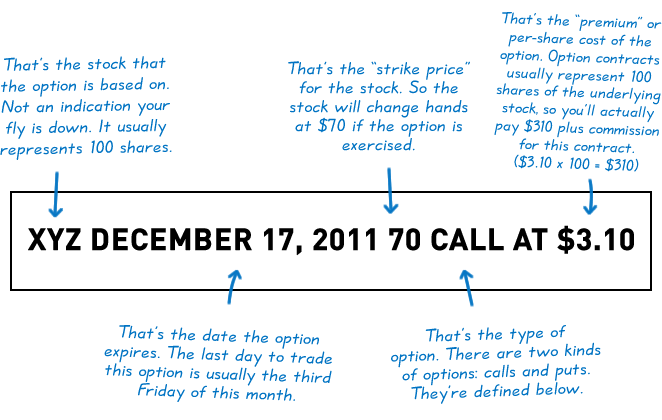 That's the stock that
the option is based on.
Not an indication your
fly is down. It usually
represents 100 shares.
That's the "strike price"
for the stock. So the
stock will change hands
at $70 if the option is
exercised.
That's the "premium" or
per-share cost of the
option. Option contracts
usually represent 100
shares of the underlying
stock, so you'll actually
pay $310 plus commission
for this contract.
($3.10 x 100 = $310)
XYZ DECEMBER 17, 2011 70 CALL AT $3.10
That's the date the option
expires. The last day to trade
this option is usually the third
Friday of this month.
That's the type of
option. There are two kinds
of options: calls and puts.
They're defined below.